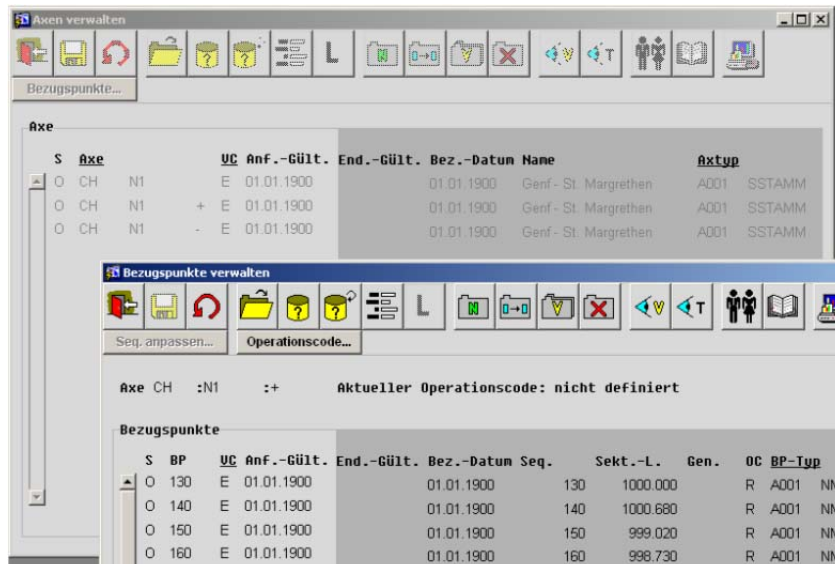 Axen verwalten
L N 0→0 V V T
Bezugspunkte...
Axe
S Axe VC Anf.-Gült. End.-Gült. Bez.-Datum Name Axtyp
O CH N1 E 01.01.1900 01.01.1900 Genf - St. Margrethen A001 SSTAMM
O CH N1 + E 01.01.1900 01.01.1900 Genf - St. Margrethen A001 SSTAMM
O CH N1 - E 01.01.1900 01.01.1900 Genf - St. Margrethen A001 SSTAMM
Bezugspunkte verwalten
? ? L N 0→0 V V T
Seq. anpassen... Operationscode...
Axe CH :N1 :+ Aktueller Operationscode: nicht definiert
Bezugspunkte
S BP VC Anf.-Gült. End.-Gült. Bez.-Datum Seq. Sekt.-L. Gen. OC BP-Typ
O 130 E 01.01.1900 01.01.1900 130 1000.000 R A001
O 140 E 01.01.1900 01.01.1900 140 1000.680 R A001
O 150 E 01.01.1900 01.01.1900 150 999.020 R A001
O 160 E 01.01.1900 01.01.1900 160 998.730 R A001